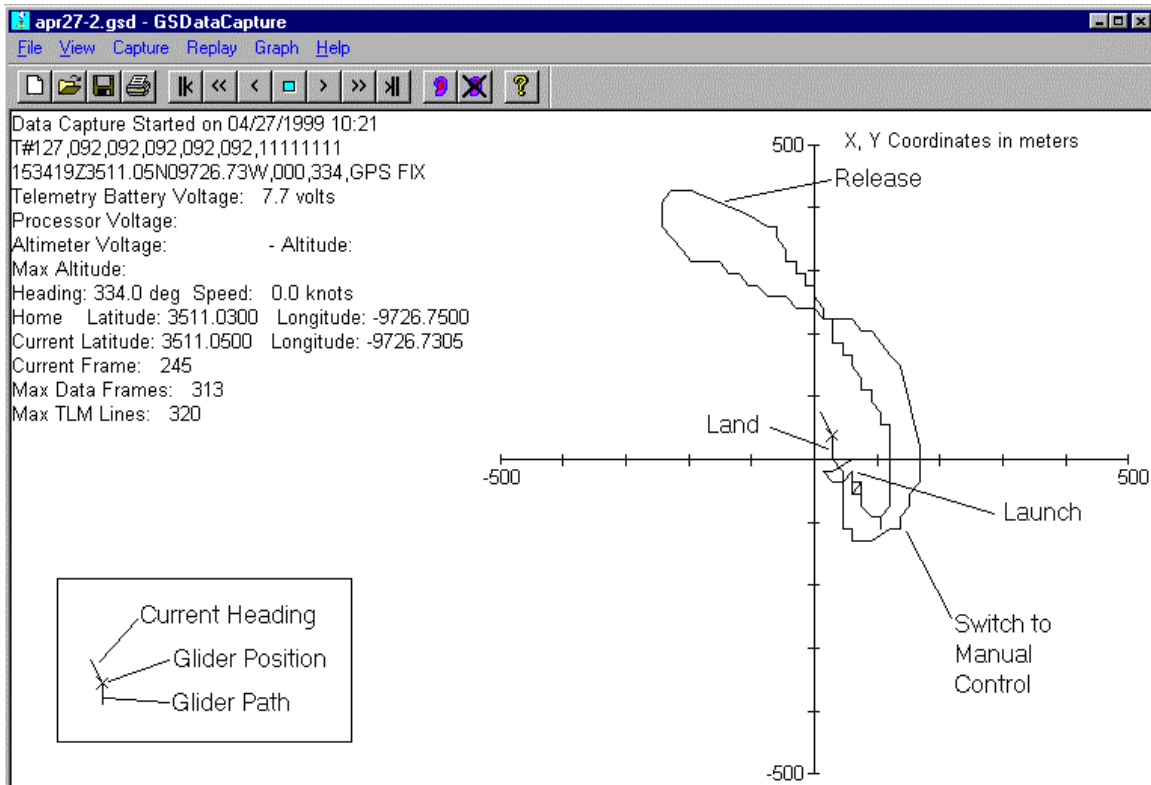 apr27-2.gsd - GSDataCapture
File View Capture Replay Graph Help
Data Capture Started on 04/27/1999 10:21
T#127,092,092,092,092,092,11111111
153419Z3511.05N09726.73W,000,334,GPS FIX
Telemetry Battery Voltage: 7.7 volts
Processor Voltage:
Altimeter Voltage: - Altitude:
Max Altitude:
Heading: 334.0 deg Speed: 0.0 knots
Home Latitude: 3511.0300 Longitude: -9726.7500
Current Latitude: 3511.0500 Longitude: -9726.7305
Current Frame: 245
Max Data Frames: 313
Max TLM Lines: 320
500
X, Y Coordinates in meters
Release
Land
-500
500
Launch
Switch to
Manual
Control
-500
Current Heading
Glider Position
Glider Path